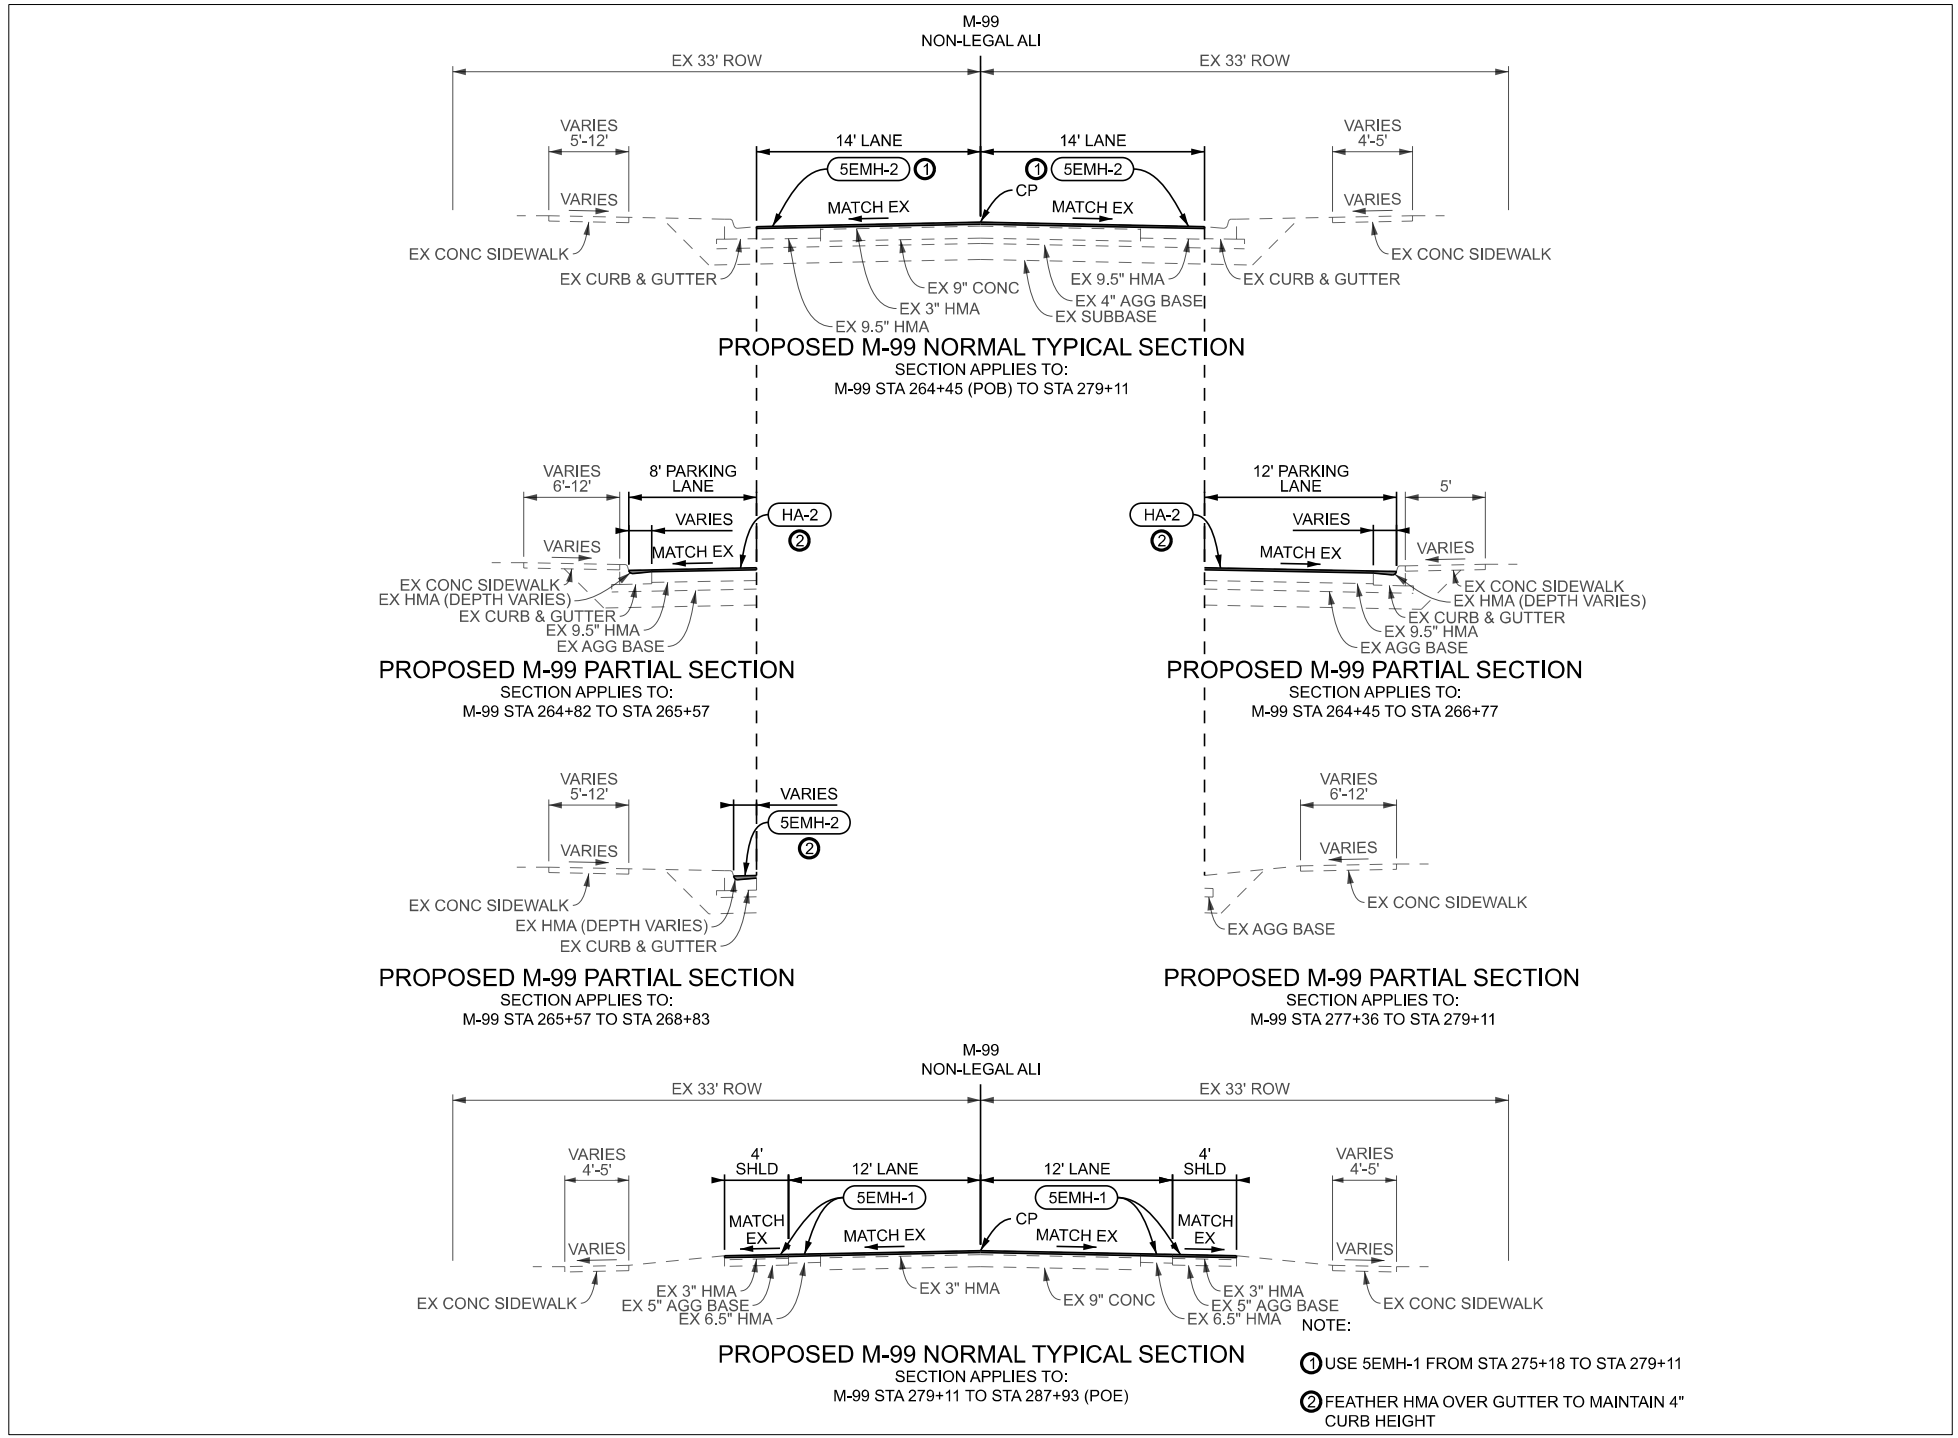 M-99
NON-LEGAL ALI
EX 33' ROW
EX 33' ROW
VARIES
5'-12'
14' LANE
14' LANE
VARIES
4'-5'
5EMH-2
1
1
5EMH-2
CP
VARIES
MATCH EX
MATCH EX
VARIES
EX CONC SIDEWALK
EX CONC SIDEWALK
EX CURB & GUTTER
EX 9" CONC
EX 9.5" HMA
EX CURB & GUTTER
EX 3" HMA
EX 4" AGG BASE
EX 9.5" HMA
EX SUBBASE
PROPOSED M-99 NORMAL TYPICAL SECTION
SECTION APPLIES TO:
M-99 STA 264+45 (POB) TO STA 279+11
VARIES
6'-12'
8' PARKING
LANE
VARIES
HA-2
2
VARIES
MATCH EX
EX CONC SIDEWALK
EX HMA (DEPTH VARIES)
EX CURB & GUTTER
EX 9.5" HMA
EX AGG BASE
PROPOSED M-99 PARTIAL SECTION
SECTION APPLIES TO:
M-99 STA 264+82 TO STA 265+57
12' PARKING
LANE
5'
HA-2
2
VARIES
MATCH EX
VARIES
EX CONC SIDEWALK
EX HMA (DEPTH VARIES)
EX CURB & GUTTER
EX 9.5" HMA
EX AGG BASE
PROPOSED M-99 PARTIAL SECTION
SECTION APPLIES TO:
M-99 STA 264+45 TO STA 266+77
VARIES
5'-12'
VARIES
5EMH-2
2
VARIES
EX CONC SIDEWALK
EX HMA (DEPTH VARIES)
EX CURB & GUTTER
PROPOSED M-99 PARTIAL SECTION
SECTION APPLIES TO:
M-99 STA 265+57 TO STA 268+83
VARIES
6'-12'
VARIES
EX CONC SIDEWALK
EX AGG BASE
PROPOSED M-99 PARTIAL SECTION
SECTION APPLIES TO:
M-99 STA 277+36 TO STA 279+11
M-99
NON-LEGAL ALI
EX 33' ROW
EX 33' ROW
VARIES
4'-5'
4'
SHLD
12' LANE
12' LANE
4'
SHLD
VARIES
4'-5'
5EMH-1
5EMH-1
CP
VARIES
MATCH
EX
MATCH EX
MATCH EX
MATCH
EX
VARIES
EX CONC SIDEWALK
EX 3" HMA
EX 5" AGG BASE
EX 6.5" HMA
EX 3" HMA
EX 9" CONC
EX 3" HMA
EX 5" AGG BASE
EX 6.5" HMA
EX CONC SIDEWALK
PROPOSED M-99 NORMAL TYPICAL SECTION
SECTION APPLIES TO:
M-99 STA 279+11 TO STA 287+93 (POE)
NOTE:
1 USE 5EMH-1 FROM STA 275+18 TO STA 279+11
2 FEATHER HMA OVER GUTTER TO MAINTAIN 4"
CURB HEIGHT